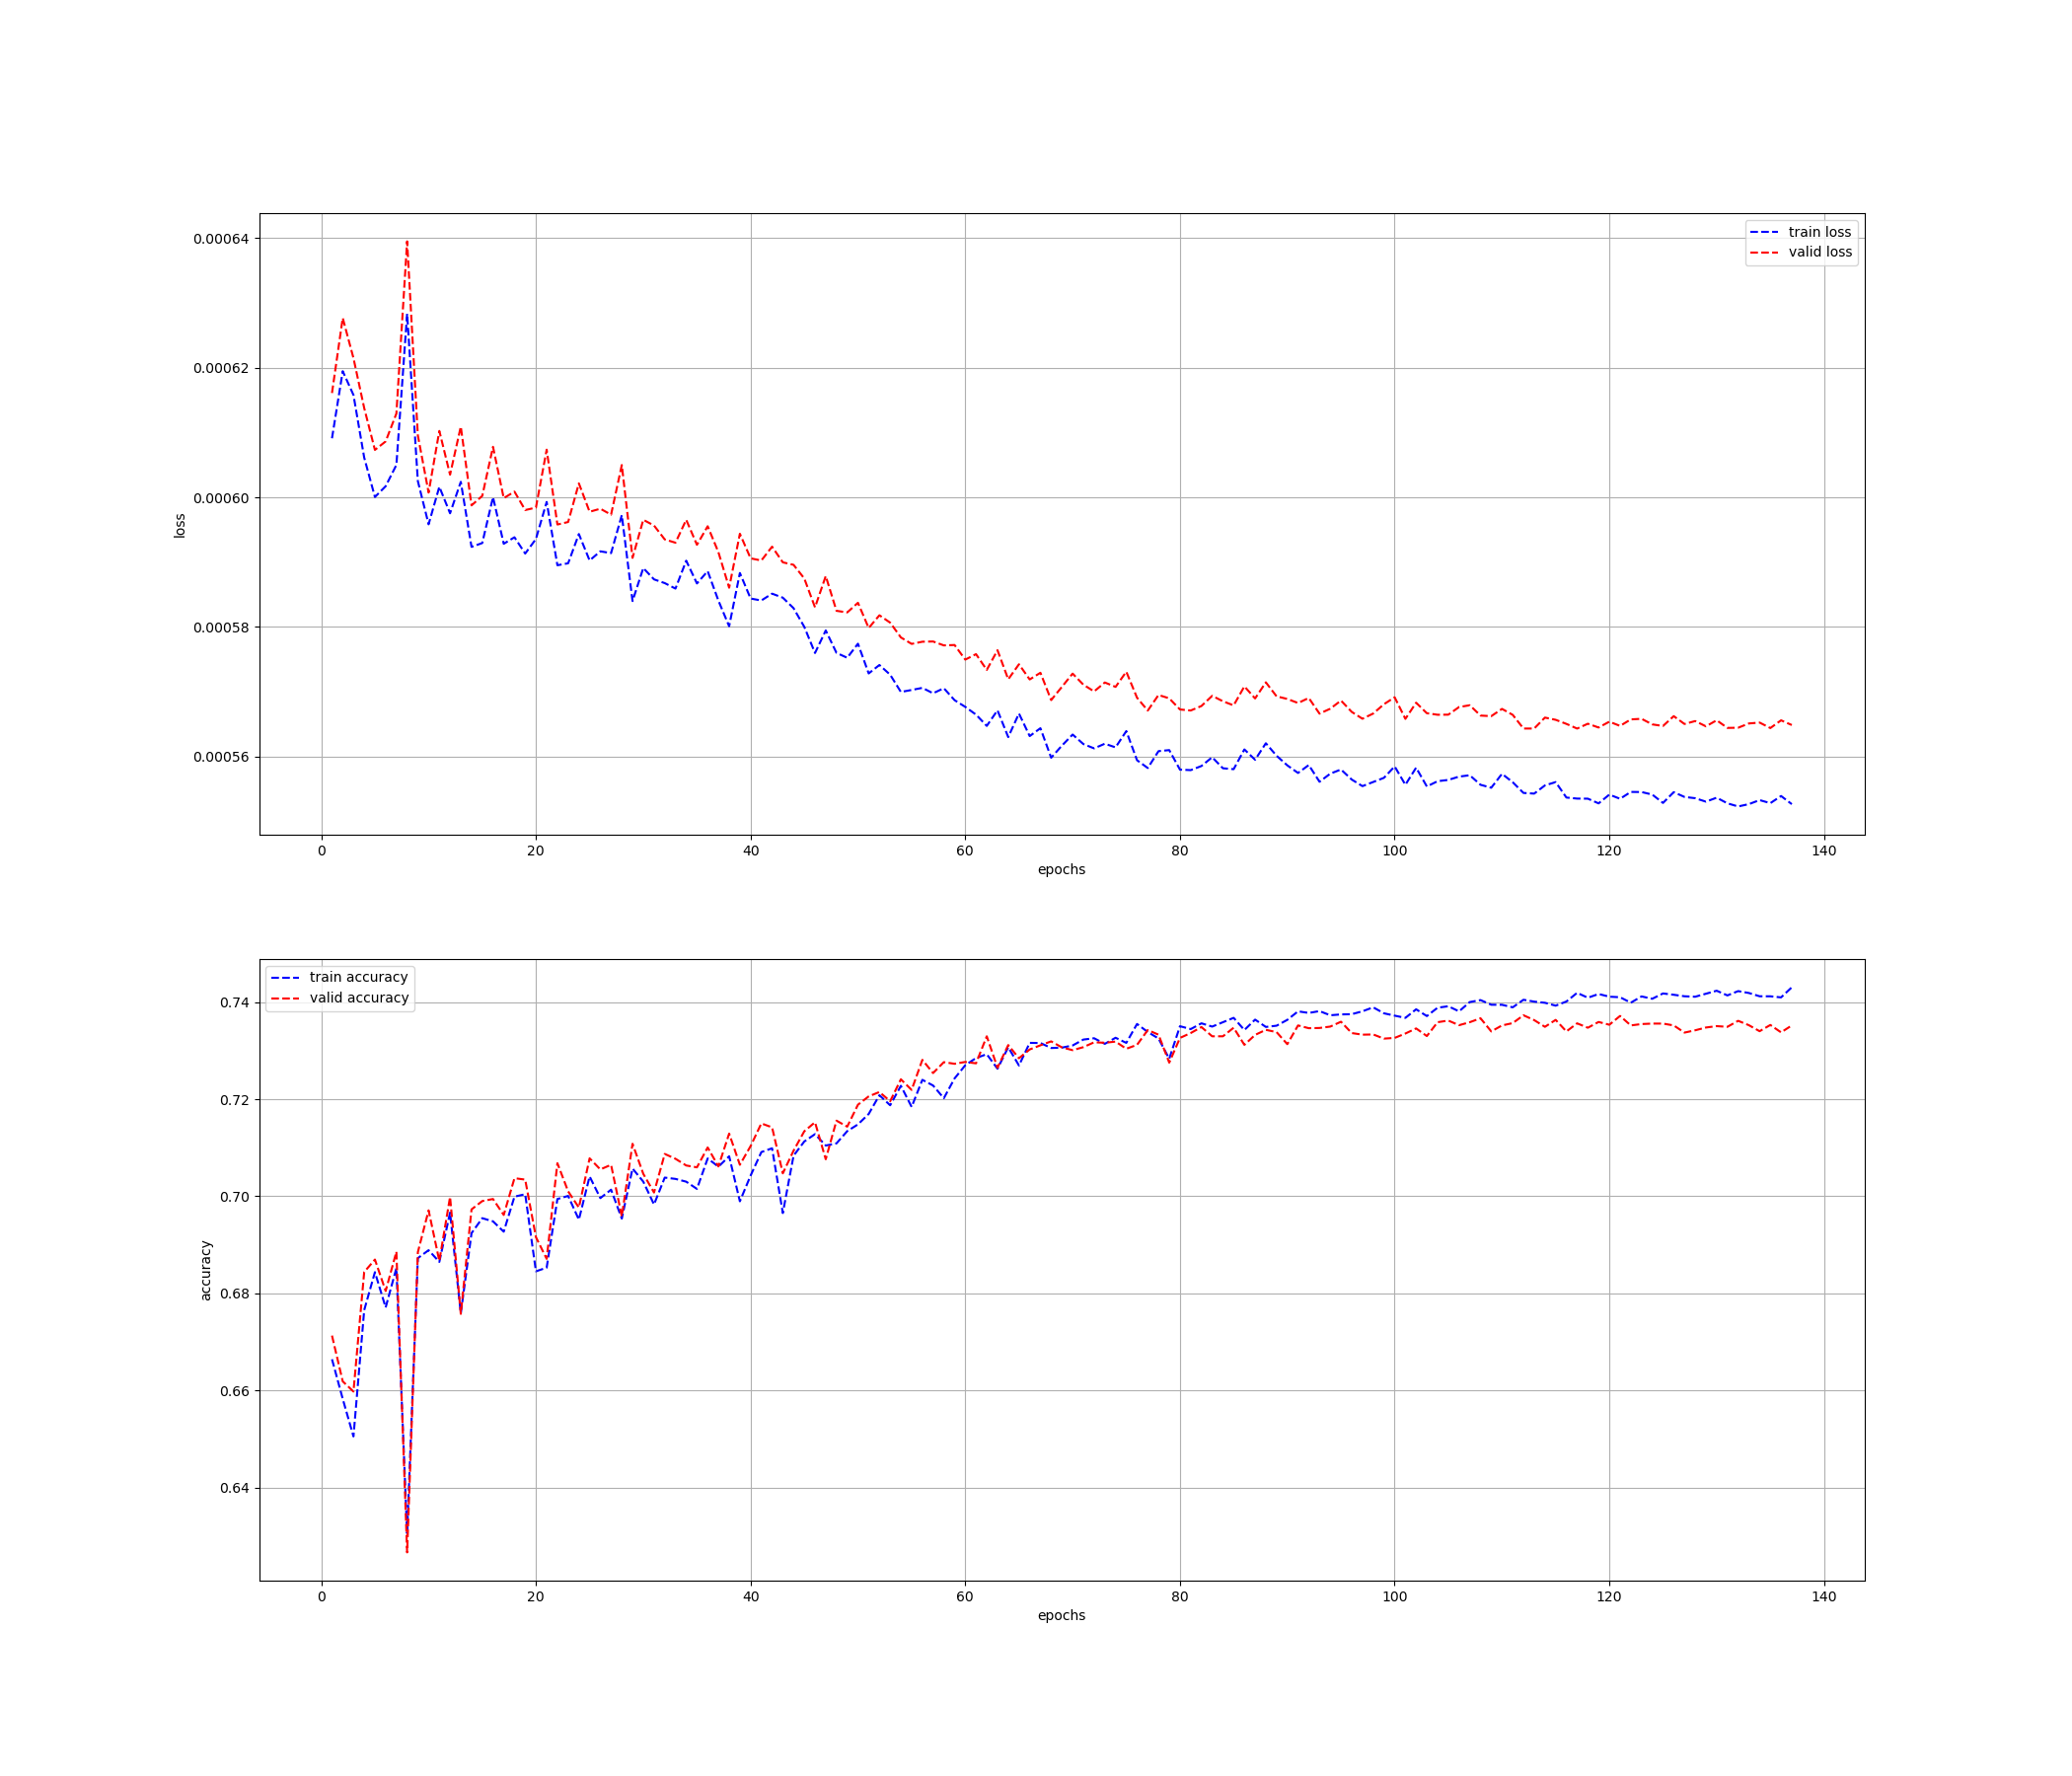 0.00064
0.00062
0.00060
0.00058
0.00056
loss
train loss
valid loss
0 20 40 60 80 100 120 140
epochs
train accuracy
valid accuracy
0.74
0.72
0.70
0.68
0.66
0.64
accuracy
0 20 40 60 80 100 120 140
epochs